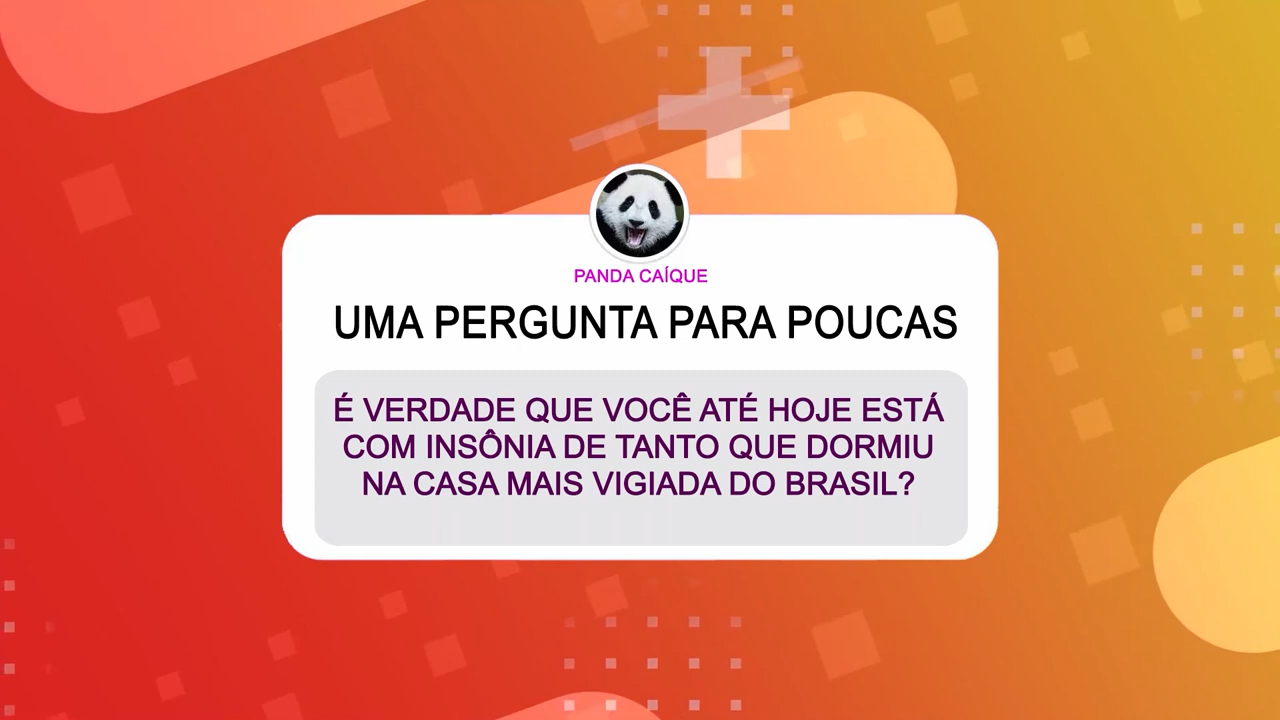 PANDA CAÍQUE
UMA PERGUNTA PARA POUCAS
É VERDADE QUE VOCÊ ATÉ HOJE ESTÁ
COM INSÔNIA DE TANTO QUE DORMIU
NA CASA MAIS VIGIADA DO BRASIL?